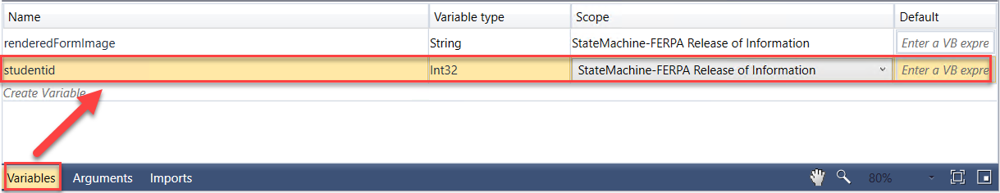 Name Variable type Scope Default
renderedFormImage String StateMachine-FERPA Release of Information Enter a VB expre
studentid Int32 StateMachine-FERPA Release of Information Enter a VB expre
Create Variable
Variables Arguments Imports 80%